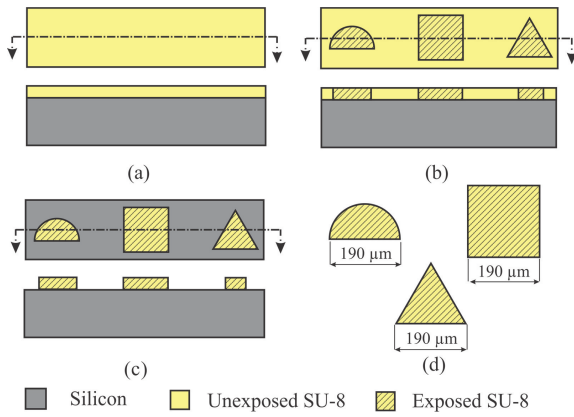 (a)
(b)
(c)
190 µm
190 µm
190 µm
(d)
Silicon
Unexposed SU-8
Exposed SU-8